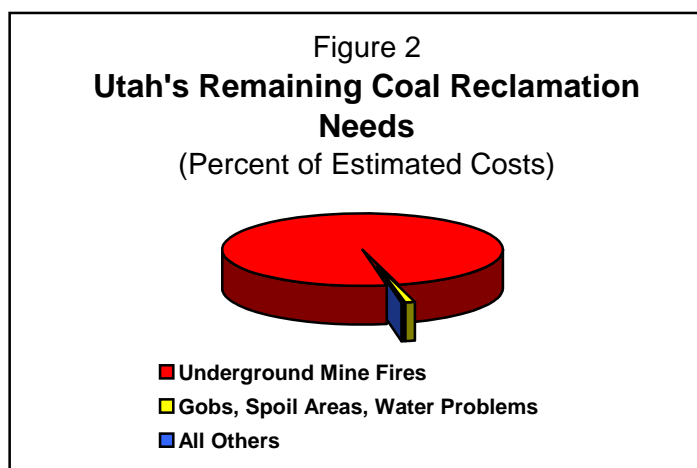 Figure 2
Utah's Remaining Coal Reclamation
Needs
(Percent of Estimated Costs)
Underground Mine Fires
Gobs, Spoil Areas, Water Problems
All Others